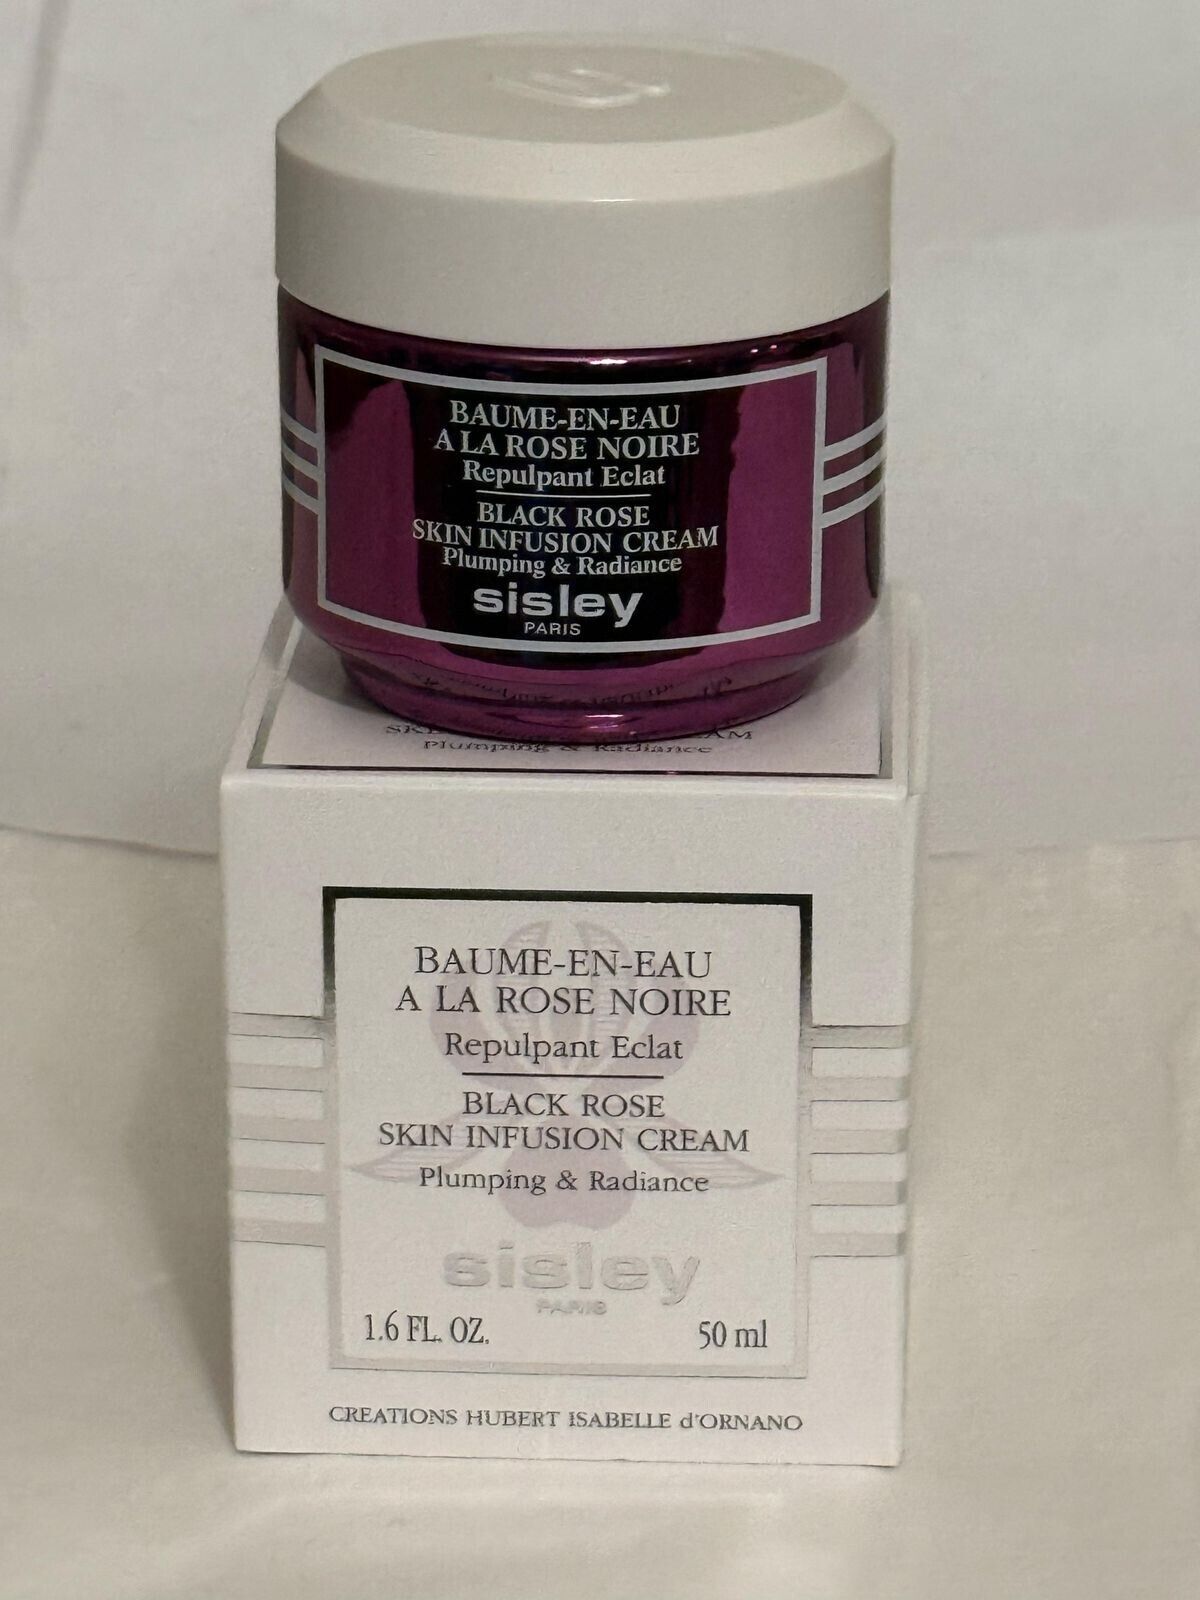 BAUME-EN-EAU
A LA ROSE NOIRE
Repulpant Eclat
BLACK ROSE
SKIN INFUSION CREAM
Plumping & Radiance
sisley
PARIS
Plumping & Radiance
BAUME-EN-EAU
A LA ROSE NOIRE
Repulpant Eclat
BLACK ROSE
SKIN INFUSION CREAM
Plumping & Radiance
sisley
PARIS
1.6 FL. OZ. 50 ml
CREATIONS HUBERT ISABELLE d'ORNANO